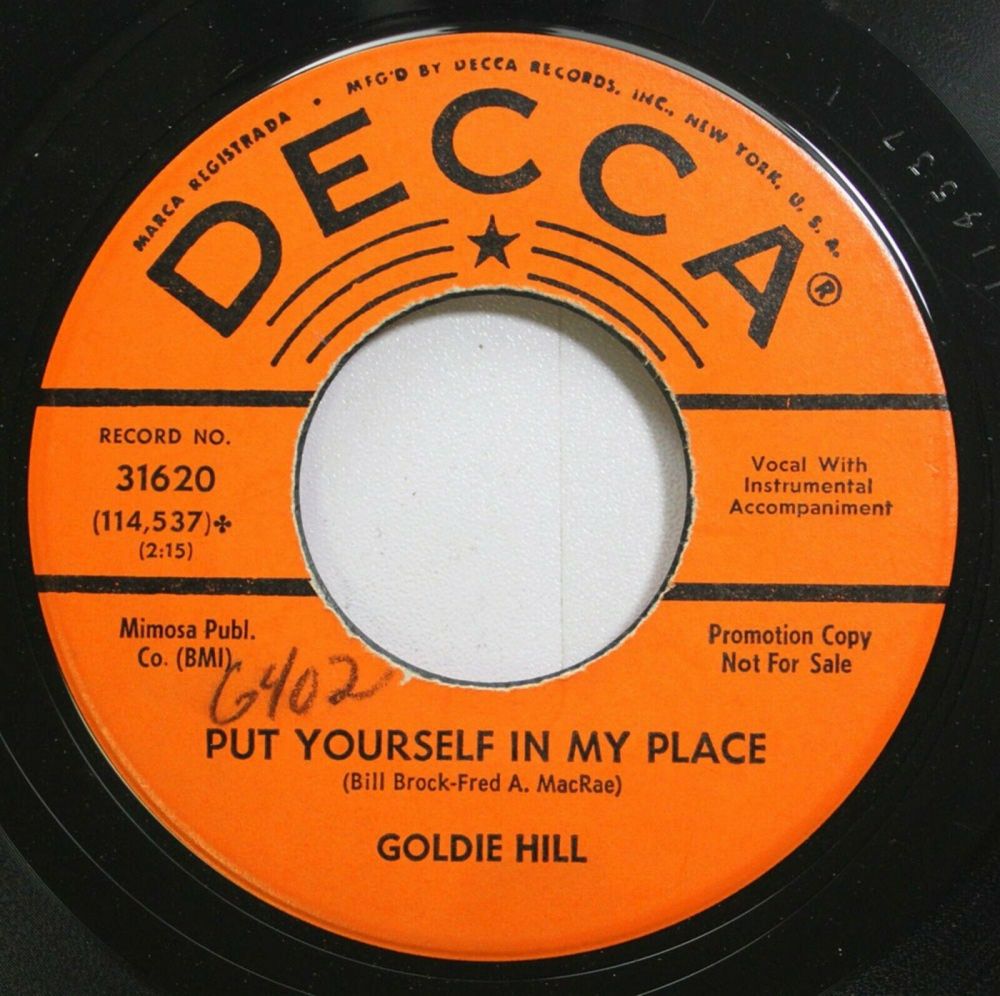 MARCA REGISTRADA • MFG'D BY DECCA RECORDS, INC., NEW YORK, U. S. A.
DECCA®
RECORD NO.
31620
(114,537)✤
(2:15)
Vocal With
Instrumental
Accompaniment
Mimosa Publ.
Co. (BMI)
Promotion Copy
Not For Sale
G402
PUT YOURSELF IN MY PLACE
(Bill Brock-Fred A. MacRae)
GOLDIE HILL